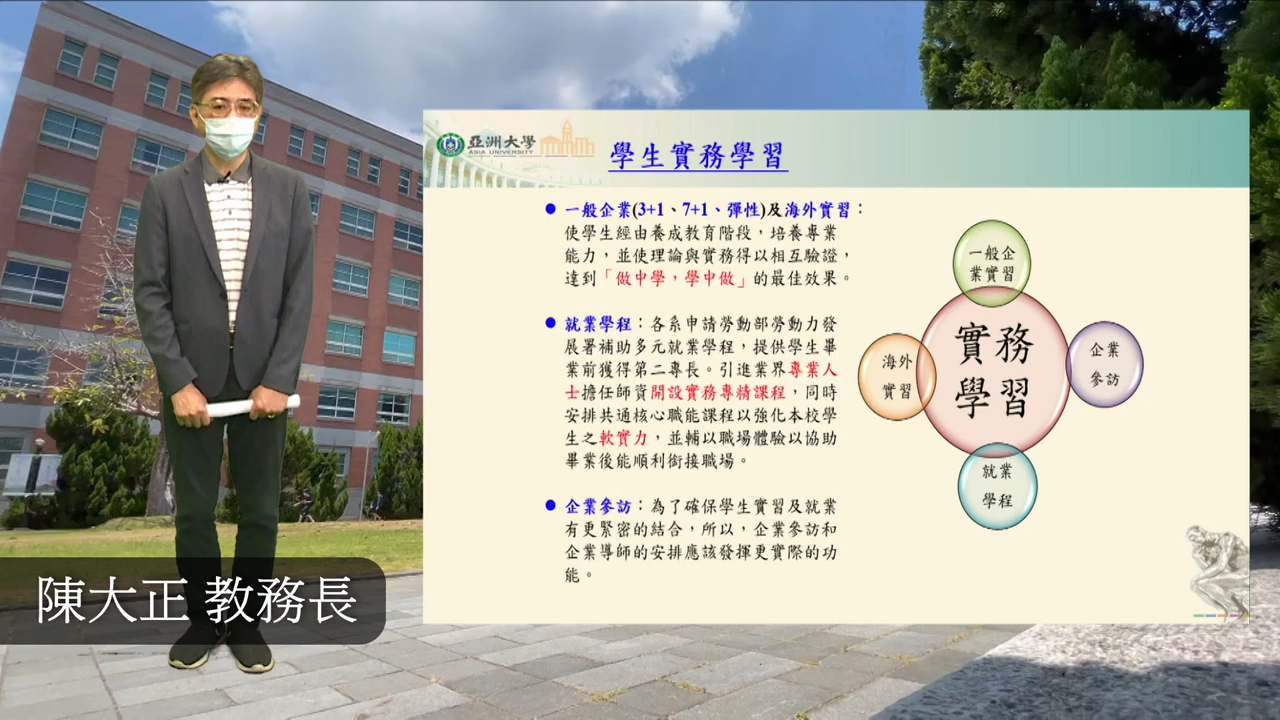 亞洲大學
ASIA UNIVERSITY
學生實務學習
一般企業(3+1、7+1、彈性)及海外實習：
使學生經由養成教育階段，培養專業
能力，並使理論與實務得以相互驗證，
達到「做中學，學中做」的最佳效果。
就業學程：各系申請勞動部勞動力發
展署補助多元就業學程，提供學生畢
業前獲得第二專長。引進業界專業人
士擔任師資開設實務專精課程，同時
安排共通核心職能課程以強化本校學
生之軟實力，並輔以職場體驗以協助
畢業後能順利銜接職場。
企業參訪：為了確保學生實習及就業
有更緊密的結合，所以，企業參訪和
企業導師的安排應該發揮更實際的功
能。
一般企
業實習
實務
學習
海外
實習
企業
參訪
就業
學程
陳大正 教務長